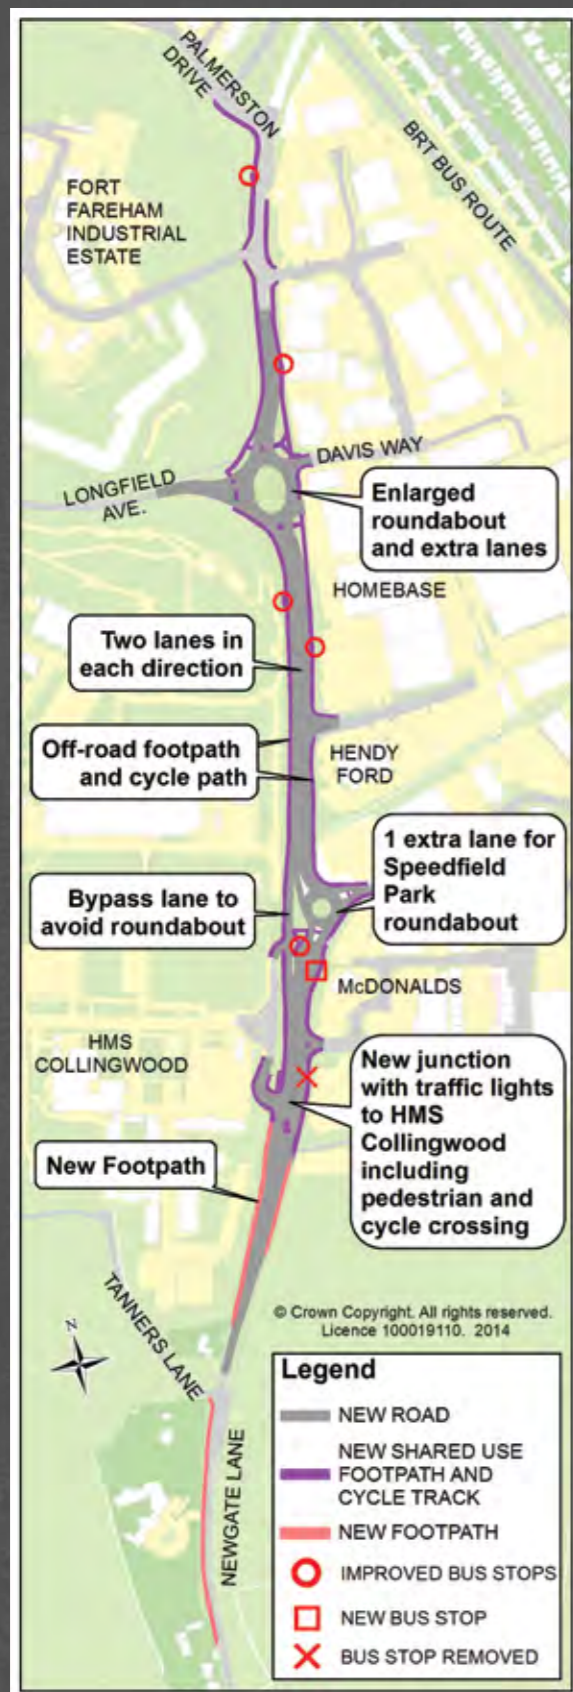 PALMERSTON
DRIVE
BRT BUS ROUTE
FORT
FAREHAM
INDUSTRIAL
ESTATE
DAVIS WAY
LONGFIELD
AVE.
Enlarged
roundabout
and extra lanes
HOMEBASE
Two lanes in
each direction
Off-road footpath
and cycle path
HENDY
FORD
1 extra lane for
Speedfield
Park
roundabout
Bypass lane to
avoid roundabout
McDONALDS
HMS
COLLINGWOOD
New junction
with traffic lights
to HMS
Collingwood
including
pedestrian and
cycle crossing
New Footpath
TANNERS LANE
N
NEWGATE LANE
© Crown Copyright. All rights reserved.
Licence 100019110. 2014
Legend
NEW ROAD
NEW SHARED USE
FOOTPATH AND
CYCLE TRACK
NEW FOOTPATH
IMPROVED BUS STOPS
NEW BUS STOP
BUS STOP REMOVED